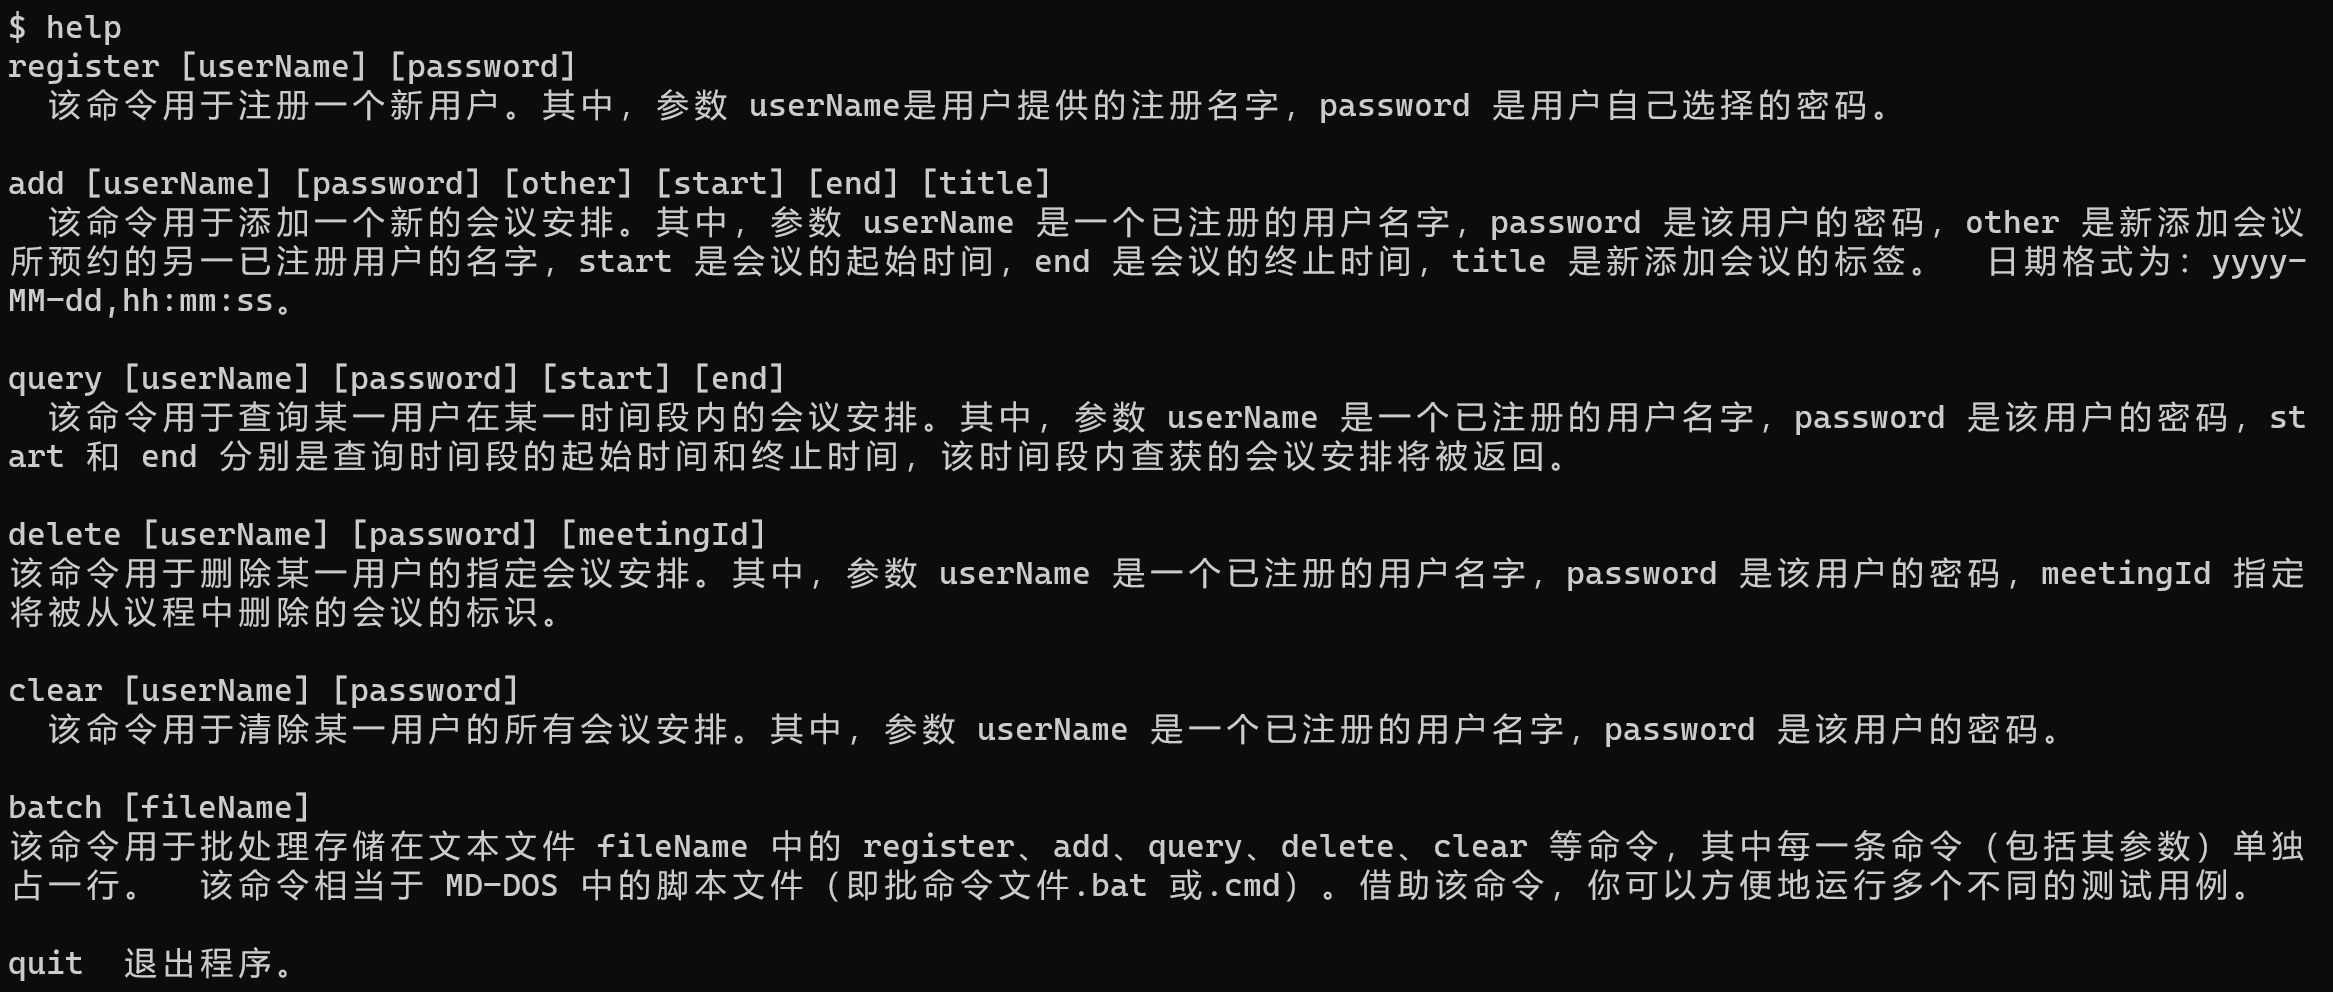 $ help
register [userName] [password]
该命令用于注册一个新用户。其中，参数 userName是用户提供的注册名字，password 是用户自己选择的密码。
add [userName] [password] [other] [start] [end] [title]
该命令用于添加一个新的会议安排。其中，参数 userName 是一个已注册的用户名字，password 是该用户的密码，other 是新添加会议
所预约的另一已注册用户的名字，start 是会议的起始时间，end 是会议的终止时间，title 是新添加会议的标签。  日期格式为：yyyy-
MM-dd,hh:mm:ss。
query [userName] [password] [start] [end]
该命令用于查询某一用户在某一时间段内的会议安排。其中，参数 userName 是一个已注册的用户名字，password 是该用户的密码，st
art 和 end 分别是查询时间段的起始时间和终止时间，该时间段内查获的会议安排将被返回。
delete [userName] [password] [meetingId]
该命令用于删除某一用户的指定会议安排。其中，参数 userName 是一个已注册的用户名字，password 是该用户的密码，meetingId 指定
将被从议程中删除的会议的标识。
clear [userName] [password]
该命令用于清除某一用户的所有会议安排。其中，参数 userName 是一个已注册的用户名字，password 是该用户的密码。
batch [fileName]
该命令用于批处理存储在文本文件 fileName 中的 register、add、query、delete、clear 等命令，其中每一条命令（包括其参数）单独
占一行。  该命令相当于 MD-DOS 中的脚本文件（即批命令文件.bat 或.cmd）。借助该命令，你可以方便地运行多个不同的测试用例。
quit  退出程序。